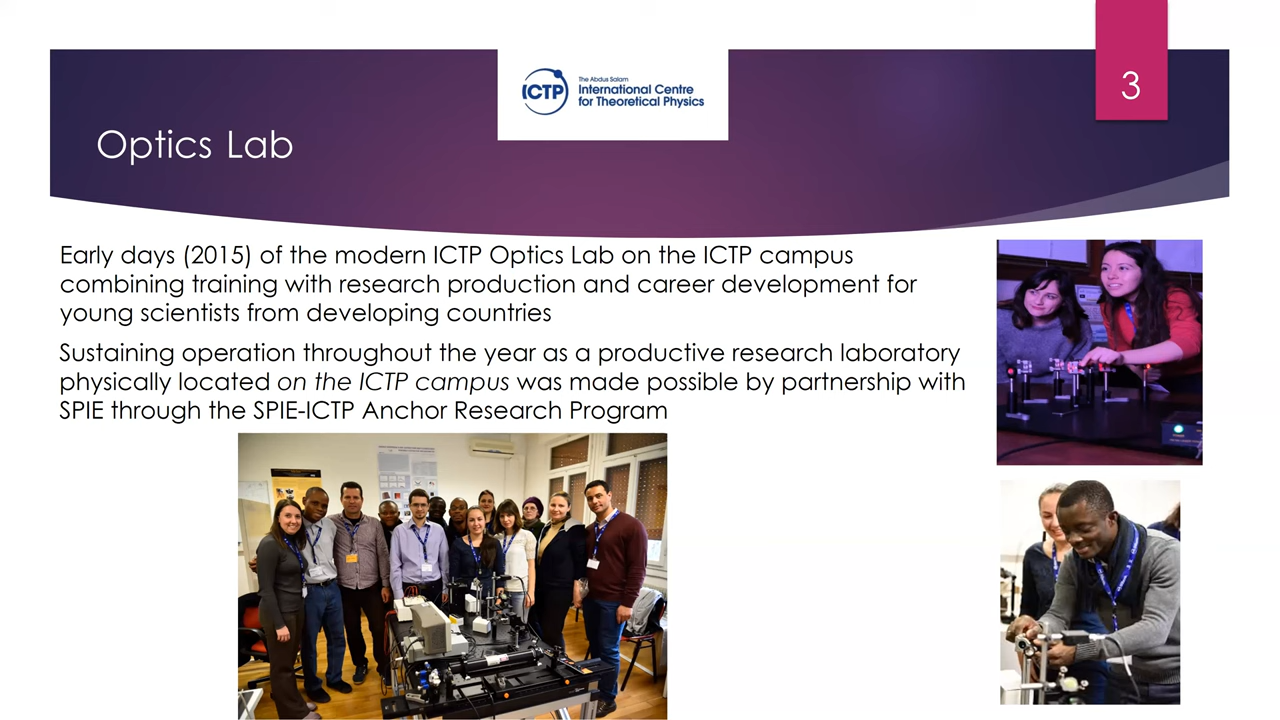 The Abdus Salam
ICTP
International Centre
for Theoretical Physics
3
Optics Lab
Early days (2015) of the modern ICTP Optics Lab on the ICTP campus
combining training with research production and career development for
young scientists from developing countries
Sustaining operation throughout the year as a productive research laboratory
physically located on the ICTP campus was made possible by partnership with
SPIE through the SPIE-ICTP Anchor Research Program